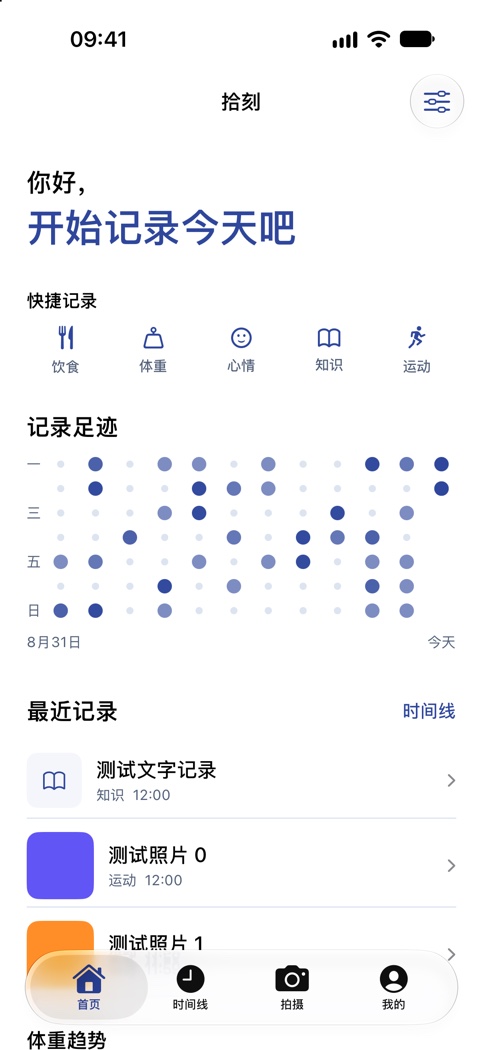 09:41
拾刻
你好，
开始记录今天吧
快捷记录
饮食 体重 心情 知识 运动
记录足迹
一
三
五
日
8月31日 今天
最近记录 时间线
测试文字记录
知识 12:00
测试照片 0
运动 12:00
测试照片 1
首页 时间线 拍摄 我的
体重趋势